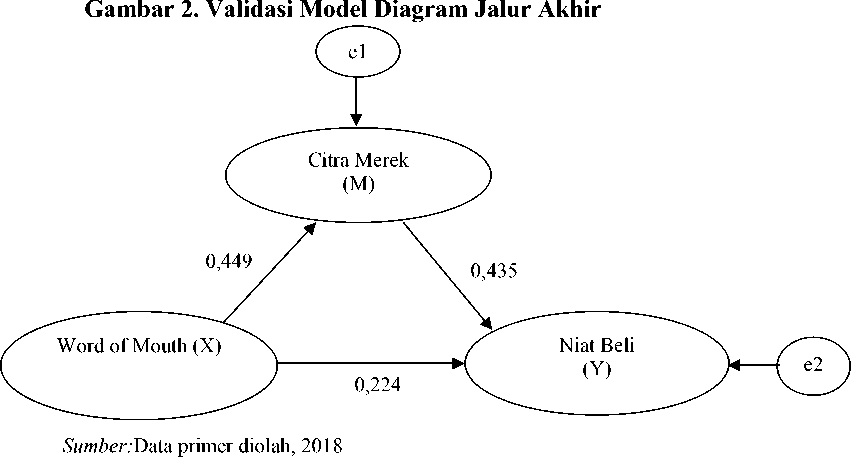 Gambar 2. Validasi Model Diagram Jalur Akhir
e1
Citra Merek
(M)
0,449
0,435
Word of Mouth (X)
Niat Beli
(Y)
e2
0,224
Sumber:Data primer diolah, 2018